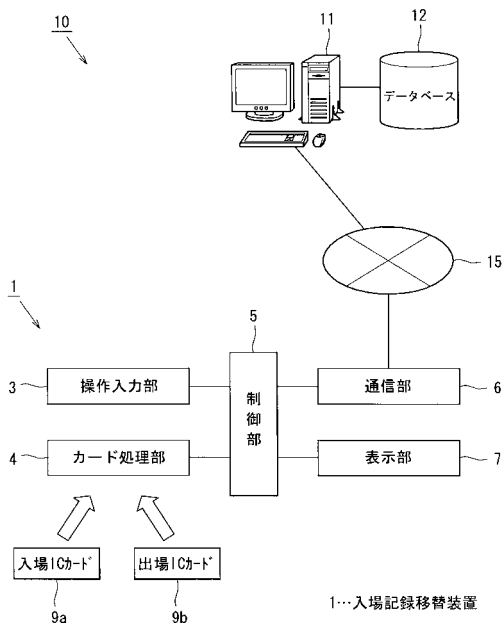 10
11
12
データベース
15
1
5
3
操作入力部
制御部
通信部
6
4
カード処理部
表示部
7
入場ICカード
出場ICカード
9a
9b
1…入場記録移替装置